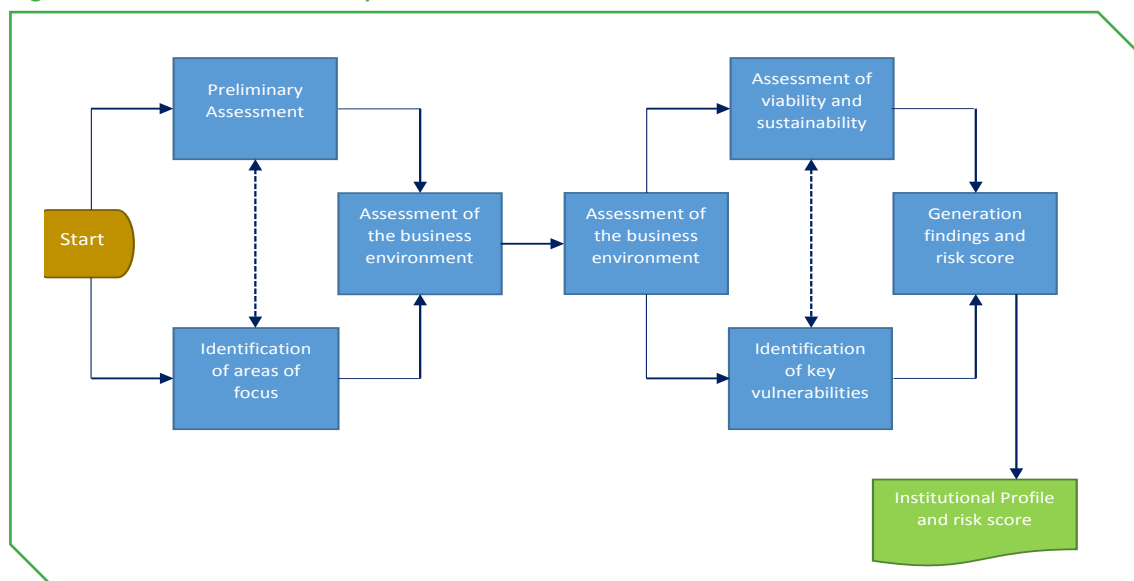 Preliminary
Assessment
Assessment of
viability and
sustainability
Start
Assessment of
the business
environment
Assessment of
the business
environment
Generation
findings and
risk score
Identification
of areas of
focus
Identification
of key
vulnerabilities
Institutional Profile
and risk score